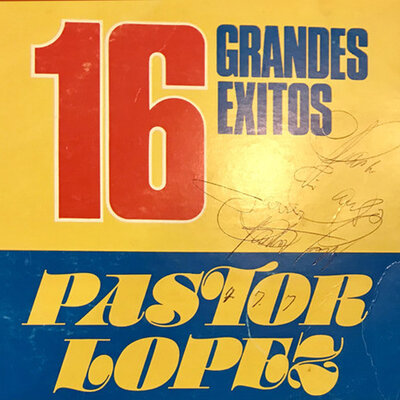 16
GRANDES
EXITOS
PASTOR
LOPEZ